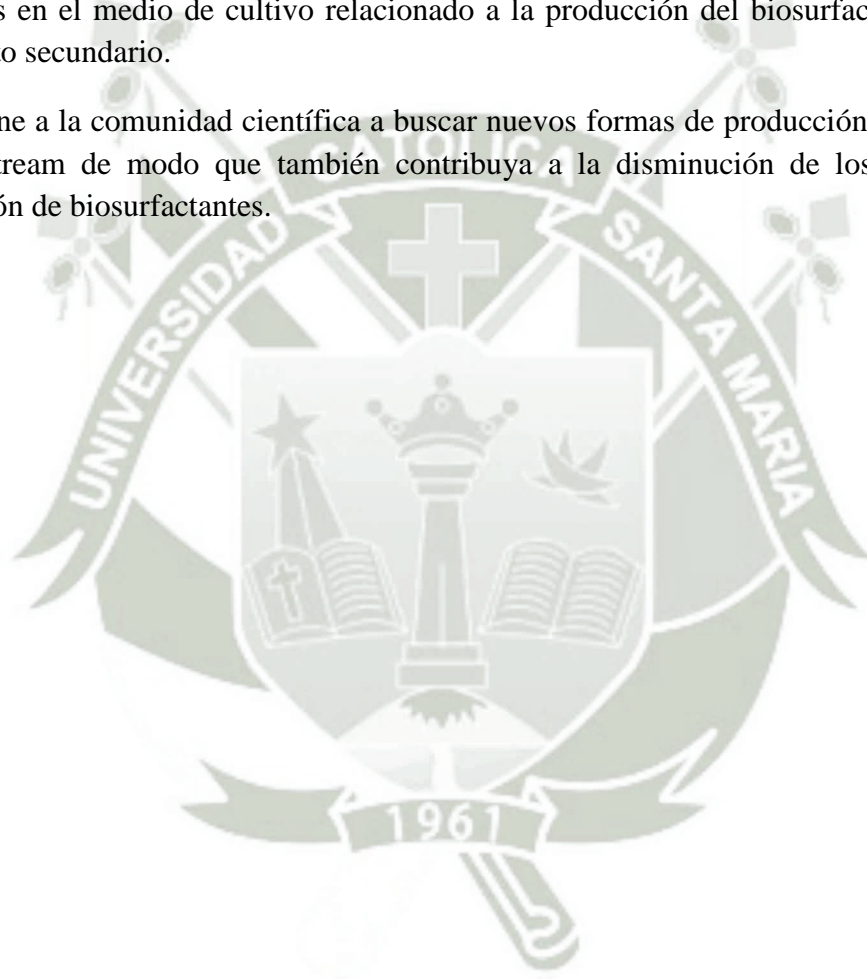 s en el medio de cultivo relacionado a la producción del biosurfac
to secundario.
ne a la comunidad científica a buscar nuevos formas de producción
tream de modo que también contribuya a la disminución de los
ón de biosurfactantes.
UNIVERSIDAD CATOLICA SANTA MARIA
1961